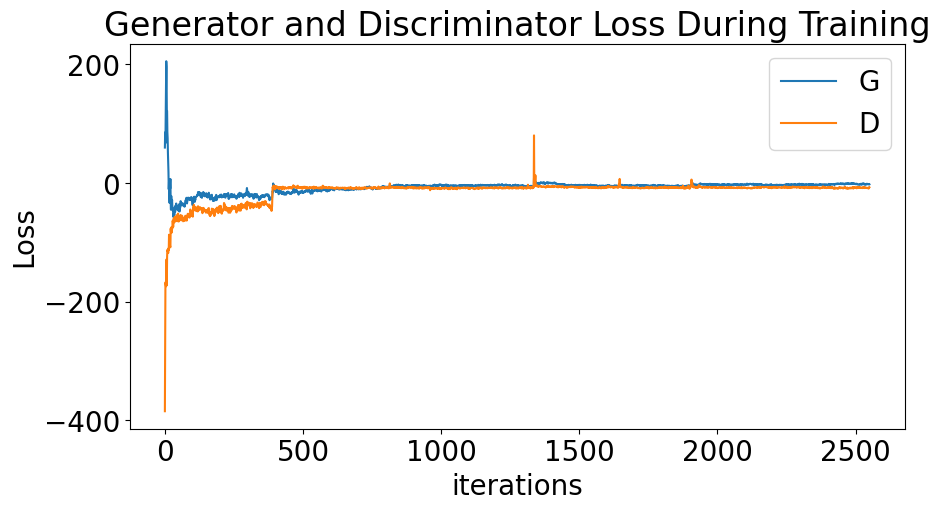 Generator and Discriminator Loss During Training
200
0
−200
−400
Loss
G
D
0 500 1000 1500 2000 2500
iterations